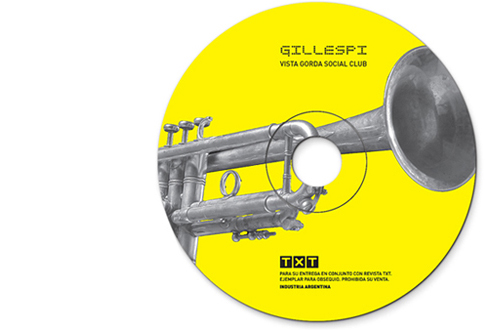 GILLESPI
VISTA GORDA SOCIAL CLUB
TXT
PARA SU ENTREGA EN CONJUNTO CON REVISTA TXT.
EJEMPLAR PARA OBSEQUIO. PROHIBIDA SU VENTA.
INDUSTRIA ARGENTINA